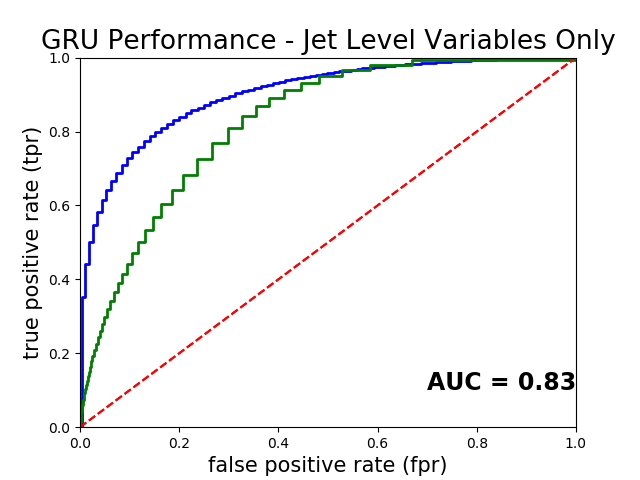 GRU Performance - Jet Level Variables Only
1.0
0.8
0.6
0.4
0.2
0.0
true positive rate (tpr)
AUC = 0.83
0.0 0.2 0.4 0.6 0.8 1.0
false positive rate (fpr)